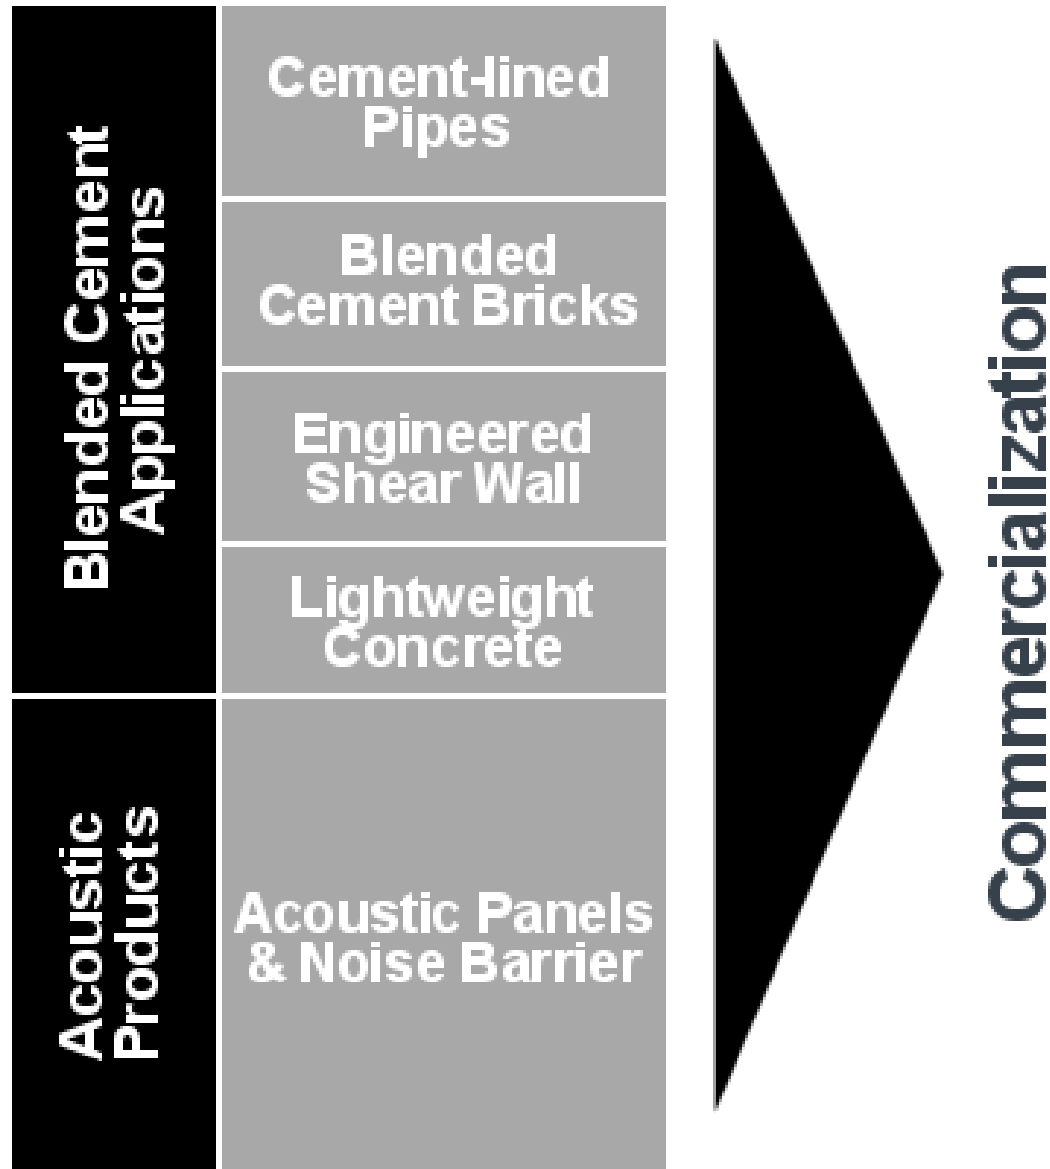 Blended Cement
Applications
Cement-lined
Pipes
Blended
Cement Bricks
Engineered
Shear Wall
Lightweight
Concrete
Acoustic
Products
Acoustic Panels
& Noise Barrier
Commercialization